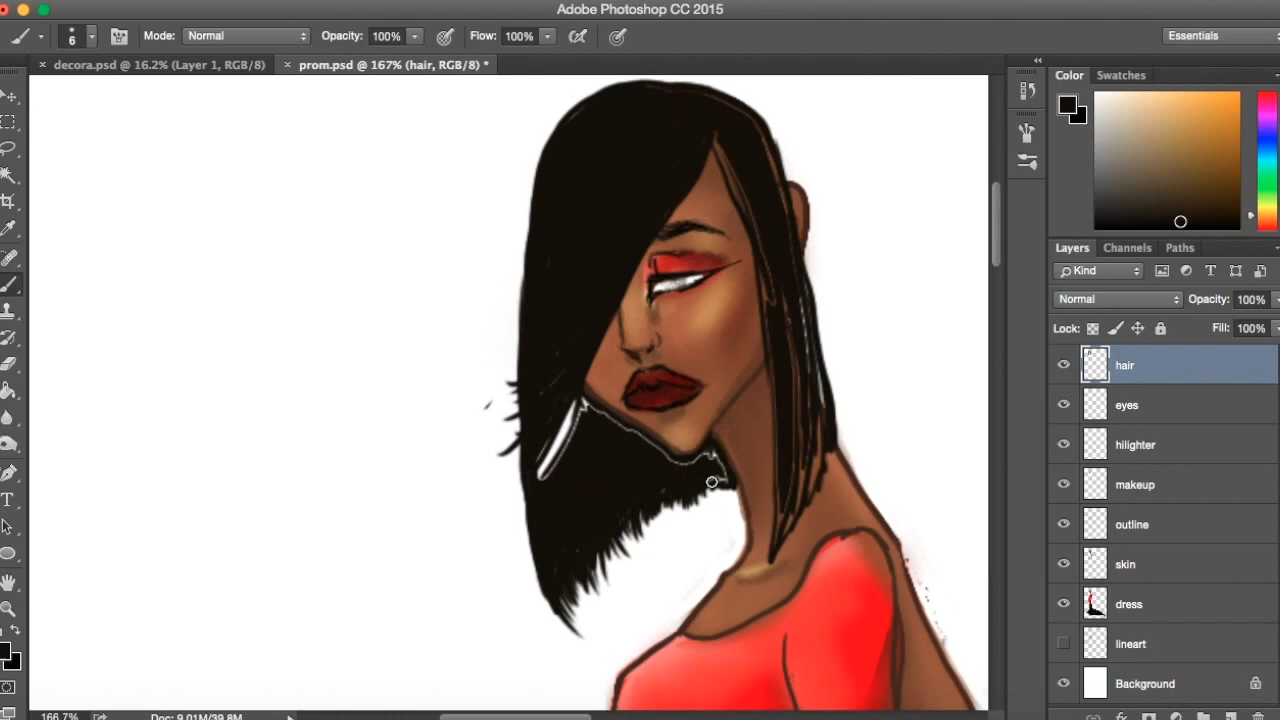 Adobe Photoshop CC 2015
6 Mode: Normal Opacity: 100% Flow: 100% Essentials
decora.psd @ 16.2% (Layer 1, RGB/8) prom.psd @ 167% (hair, RGB/8) *
Color Swatches
Layers Channels Paths
Kind
Normal Opacity: 100%
Lock: Fill: 100%
hair
eyes
hilighter
makeup
outline
skin
dress
lineart
Background
166.7% Doc: 9.01M/39.8M